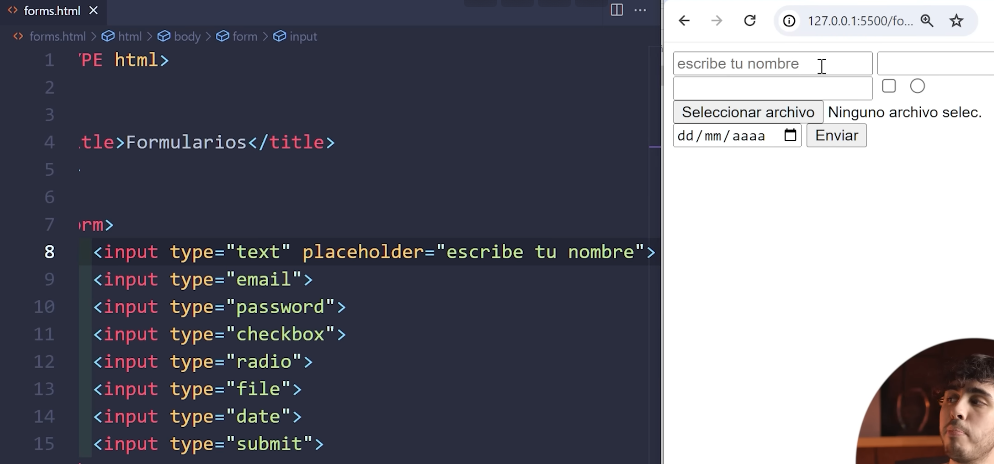 forms.html
forms.html > html > body > form > input
1 YPE html>
2
3
4 tle>Formularios</title>
5
6
7 orm>
8 <input type="text" placeholder="escribe tu nombre">
9 <input type="email">
10 <input type="password">
11 <input type="checkbox">
12 <input type="radio">
13 <input type="file">
14 <input type="date">
15 <input type="submit">
127.0.0.1:5500/fo...
escribe tu nombre
Seleccionar archivo Ninguno archivo selec.
dd/mm/aaaa Enviar